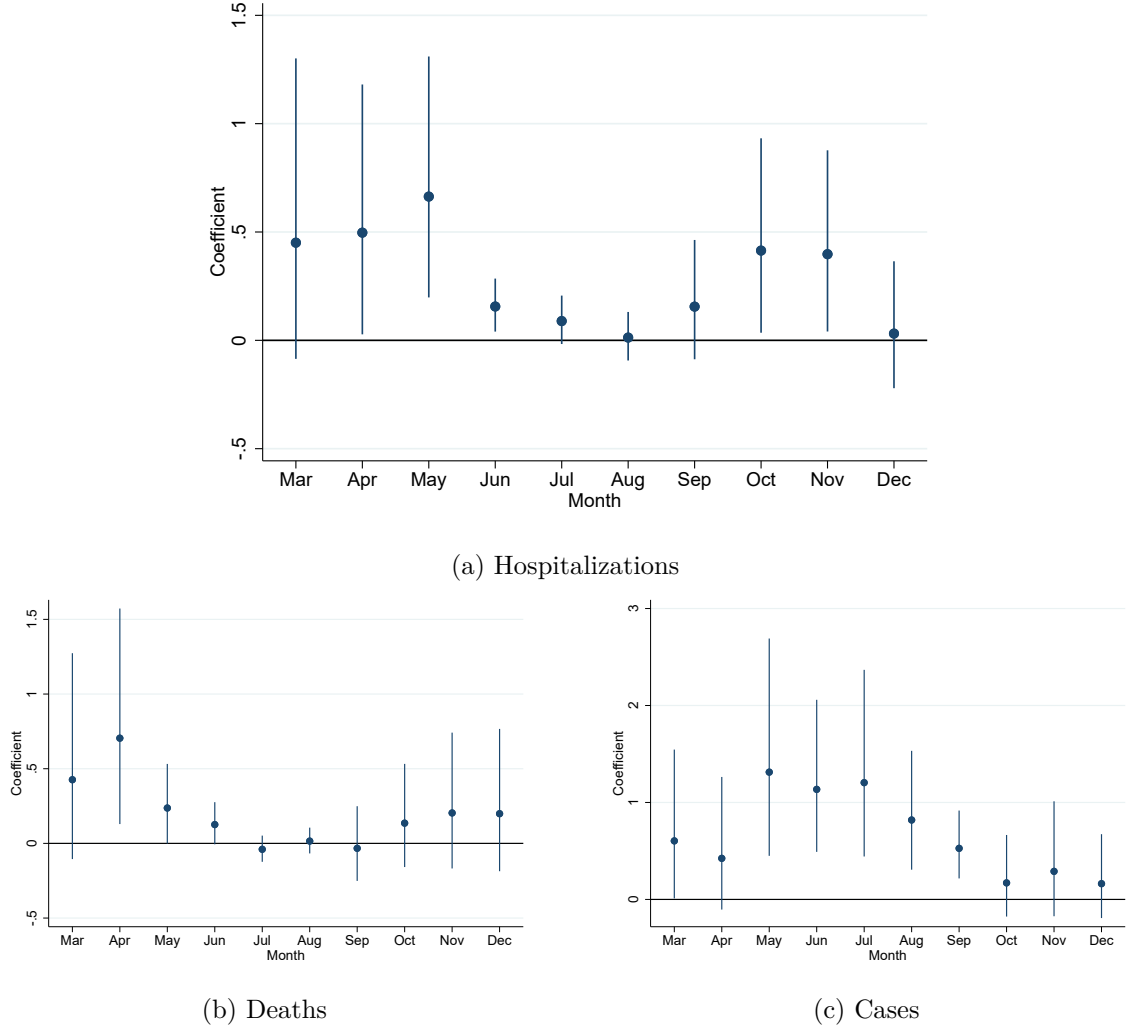 1.5
1
.5
0
-.5
Coefficient
Mar Apr May Jun Jul Aug Sep Oct Nov Dec
Month
(a) Hospitalizations
1.5
1
.5
0
-.5
Coefficient
Mar Apr May Jun Jul Aug Sep Oct Nov Dec
Month
(b) Deaths
3
2
1
0
Coefficient
Mar Apr May Jun Jul Aug Sep Oct Nov Dec
Month
(c) Cases